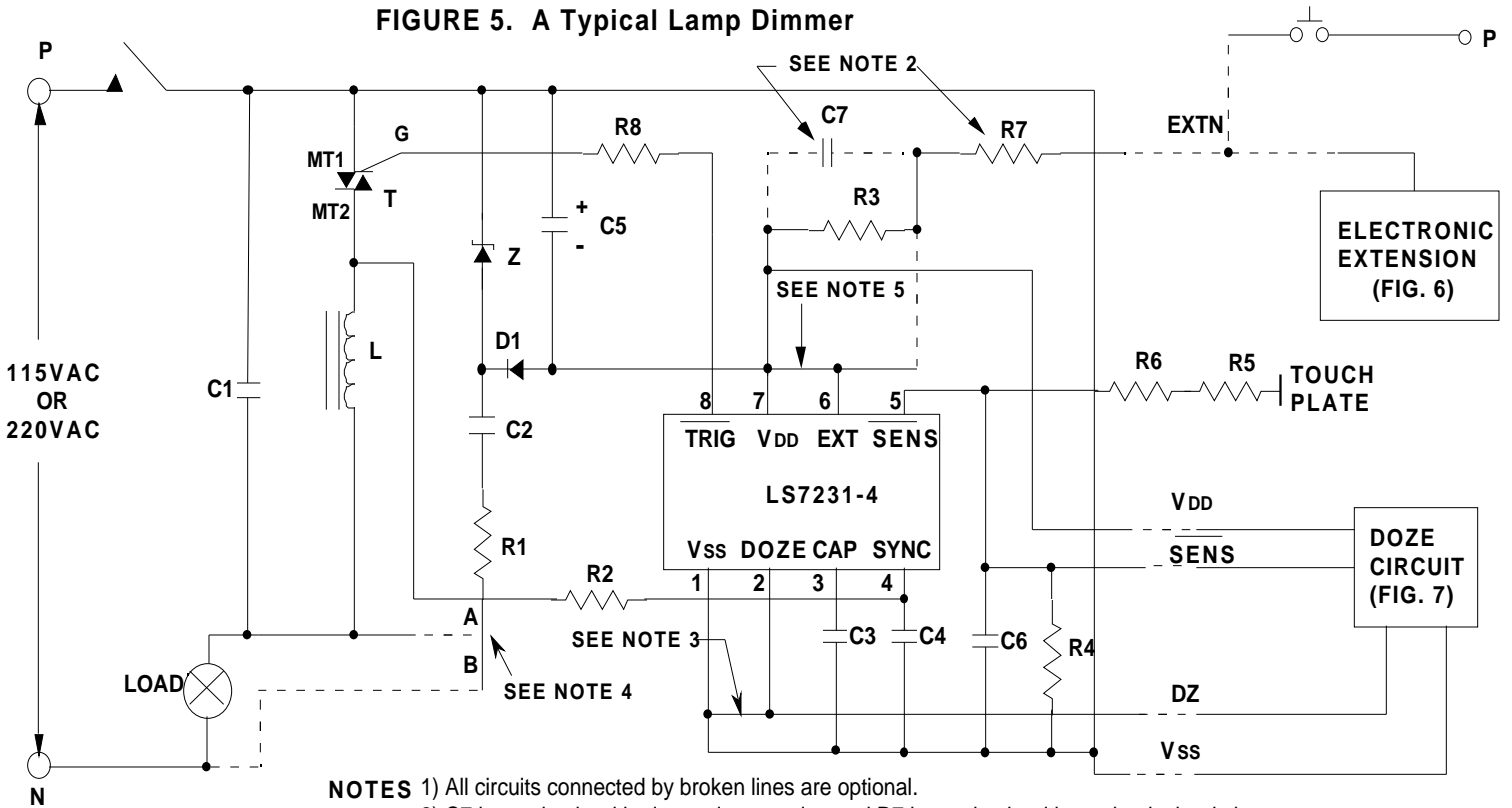 FIGURE 5. A Typical Lamp Dimmer
P
P
SEE NOTE 2
C7
R7
EXTN
G
R8
MT1
T
MT2
R3
+
C5
-
Z
ELECTRONIC
EXTENSION
(FIG. 6)
SEE NOTE 5
D1
L
C1
115VAC
OR
220VAC
R6
R5
TOUCH
PLATE
8
7
6
5
C2
TRIG
VDD
EXT
SENS
LS7231-4
VSS
DOZE
CAP
SYNC
R1
VDD
SENS
DOZE
CIRCUIT
(FIG. 7)
R2
1
2
3
4
A
SEE NOTE 3
C3
C4
C6
R4
B
LOAD
SEE NOTE 4
DZ
VSS
N
NOTES 1) All circuits connected by broken lines are optional.